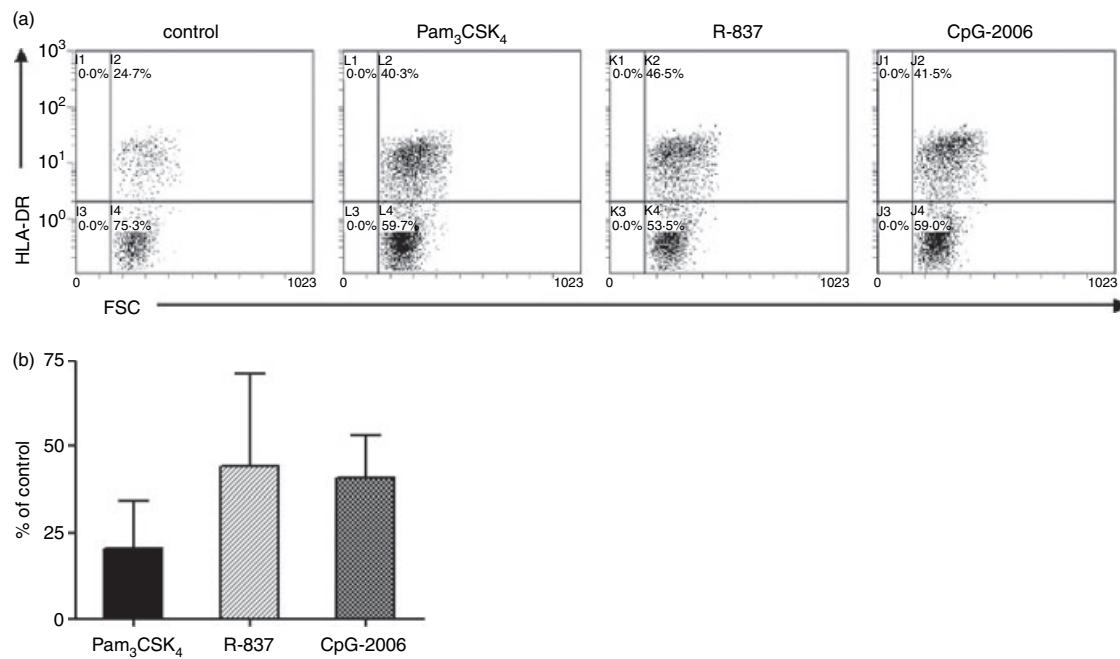 (a)
control
Pam₃CSK₄
R-837
CpG-2006
HLA-DR
10³
10²
10¹
10⁰
I1 I2
0·0% 24·7%
I3 I4
0·0% 75·3%
0 1023
L1 L2
0·0% 40·3%
L3 L4
0·0% 59·7%
0 1023
K1 K2
0·0% 46·5%
K3 K4
0·0% 53·5%
0 1023
J1 J2
0·0% 41·5%
J3 J4
0·0% 59·0%
0 1023
FSC
(b)
% of control
75
50
25
0
Pam₃CSK₄
R-837
CpG-2006